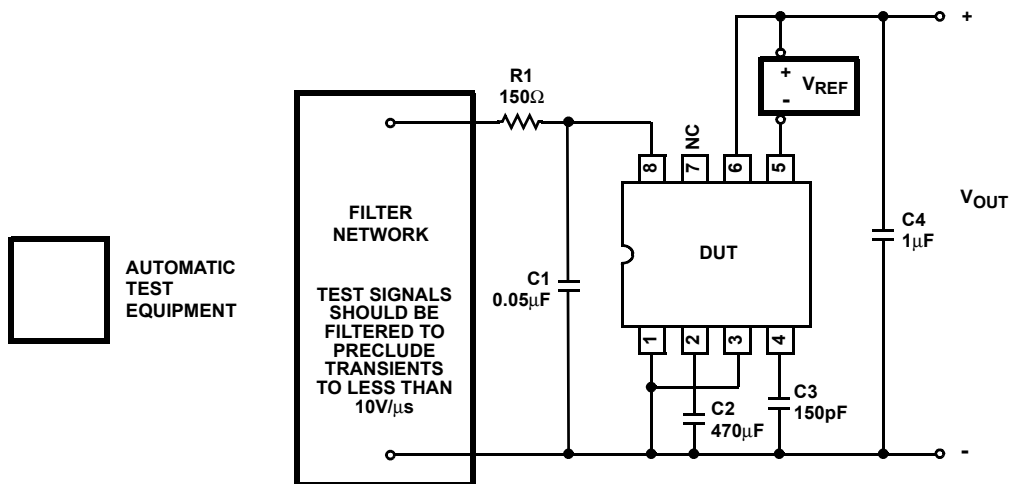 AUTOMATIC
TEST
EQUIPMENT
FILTER
NETWORK
TEST SIGNALS
SHOULD BE
FILTERED TO
PRECLUDE
TRANSIENTS
TO LESS THAN
10V/μs
R1
150Ω
C1
0.05μF
8
7
6
5
NC
+
VREF
-
DUT
1
2
3
4
C2
470μF
C3
150pF
C4
1μF
+
VOUT
-